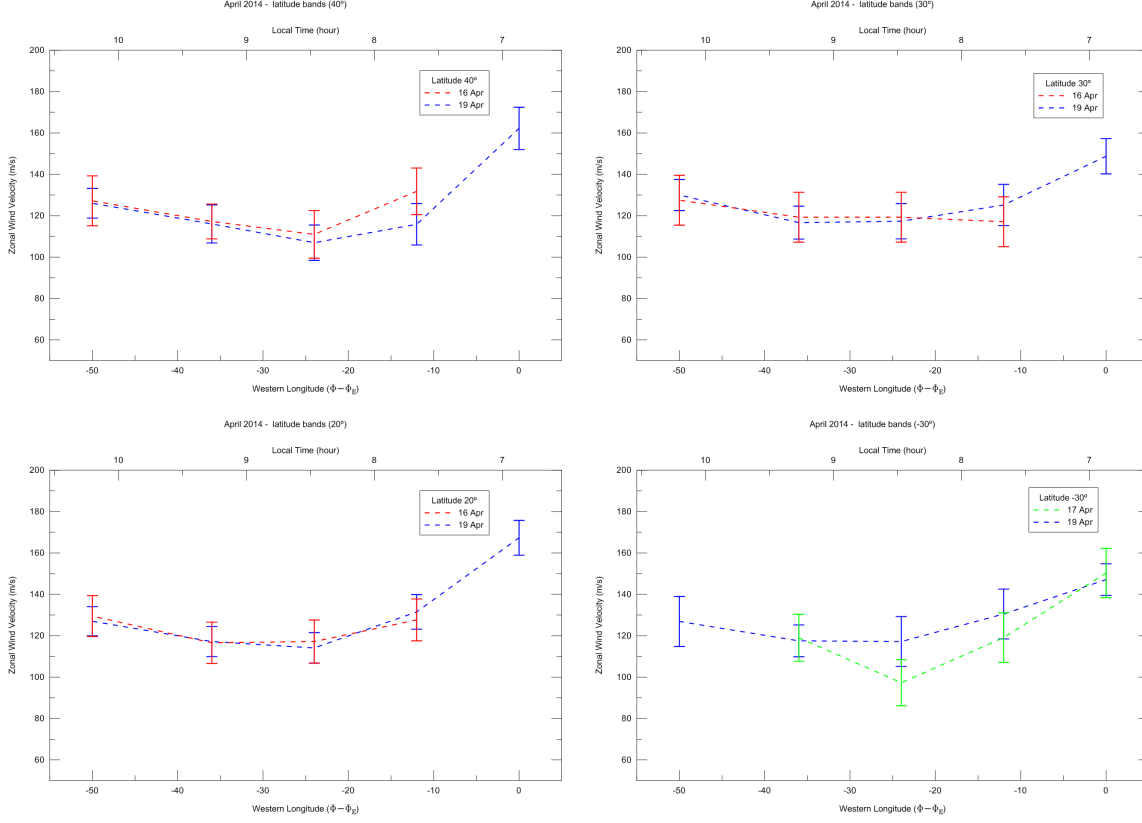 April 2014 - latitude bands (40º)
Local Time (hour)
10 9 8 7
200
180
160
140
120
100
80
60
Zonal Wind Velocity (m/s)
Latitude 40º
16 Apr
19 Apr
-50 -40 -30 -20 -10 0
Western Longitude (Φ−Φ_E)
April 2014 - latitude bands (30º)
Local Time (hour)
10 9 8 7
200
180
160
140
120
100
80
60
Zonal Wind Velocity (m/s)
Latitude 30º
16 Apr
19 Apr
-50 -40 -30 -20 -10 0
Western Longitude (Φ−Φ_E)
April 2014 - latitude bands (20º)
Local Time (hour)
10 9 8 7
200
180
160
140
120
100
80
60
Zonal Wind Velocity (m/s)
Latitude 20º
16 Apr
19 Apr
-50 -40 -30 -20 -10 0
Western Longitude (Φ−Φ_E)
April 2014 - latitude bands (-30º)
Local Time (hour)
10 9 8 7
200
180
160
140
120
100
80
60
Zonal Wind Velocity (m/s)
Latitude -30º
17 Apr
19 Apr
-50 -40 -30 -20 -10 0
Western Longitude (Φ−Φ_E)